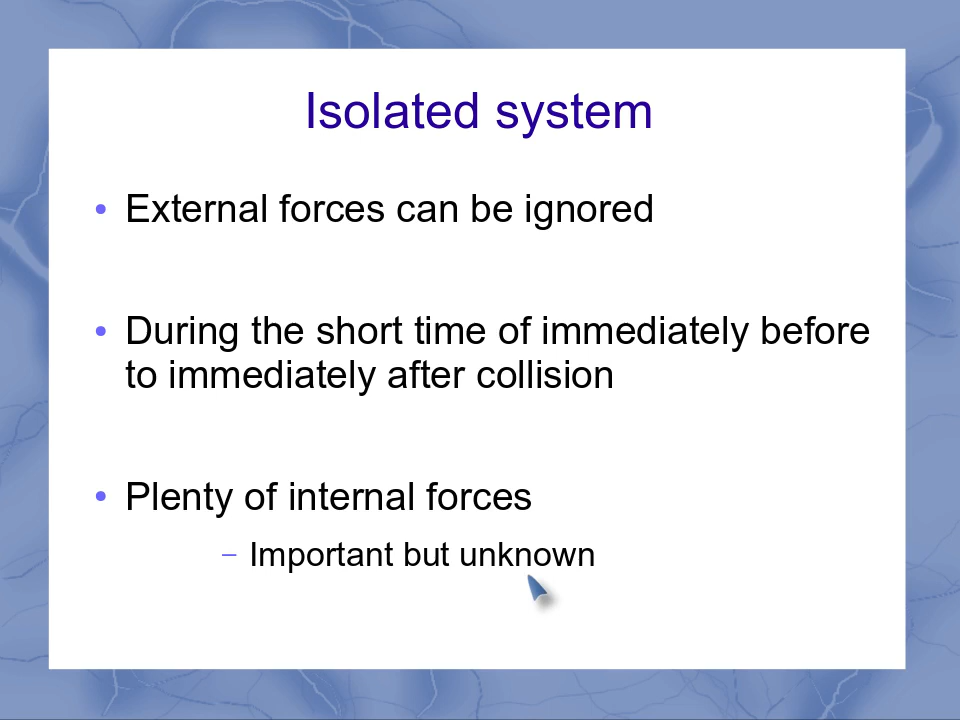 Isolated system
• External forces can be ignored
• During the short time of immediately before
to immediately after collision
• Plenty of internal forces
– Important but unknown